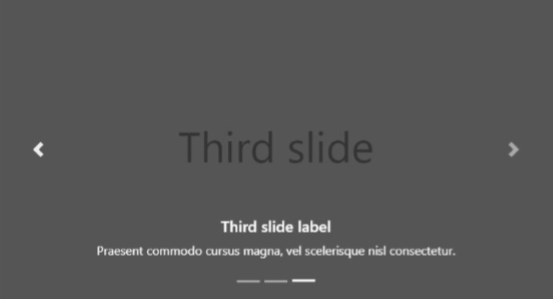 Third slide
Third slide label
Praesent commodo cursus magna, vel scelerisque nisl consectetur.